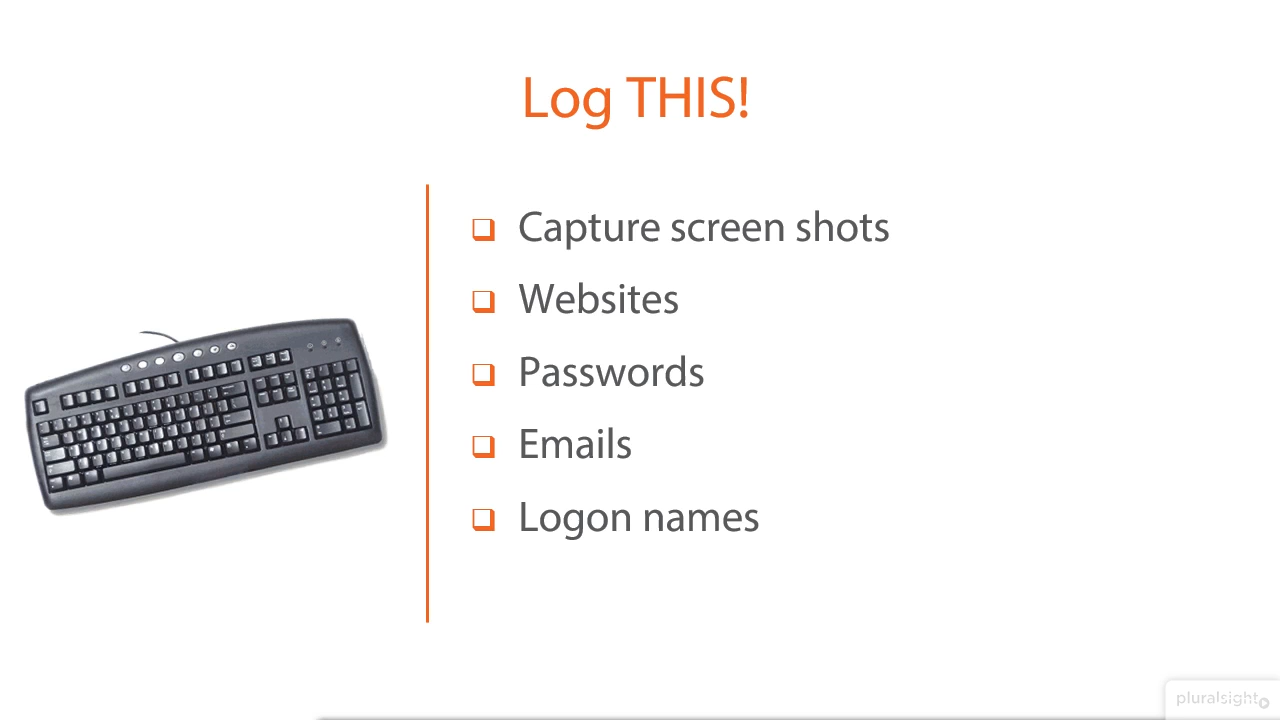 Log THIS!
Capture screen shots
Websites
Passwords
Emails
Logon names
pluralsight